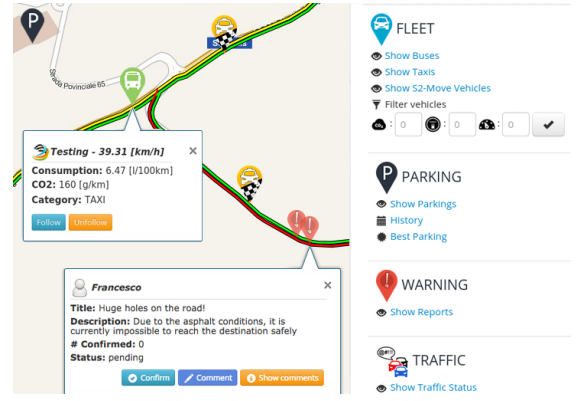 P
Strada Provinciale 65
Testing - 39.31 [km/h]
×
Consumption: 6.47 [l/100km]
CO2: 160 [g/km]
Category: TAXI
Follow
Unfollow
Francesco
×
Title: Huge holes on the road!
Description: Due to the asphalt conditions, it is
currently impossible to reach the destination safely
# Confirmed: 0
Status: pending
Confirm
Comment
Show comments
FLEET
Show Buses
Show Taxis
Show S2-Move Vehicles
Filter vehicles
: 0
: 0
: 0
P PARKING
Show Parkings
History
Best Parking
WARNING
Show Reports
TRAFFIC
Show Traffic Status